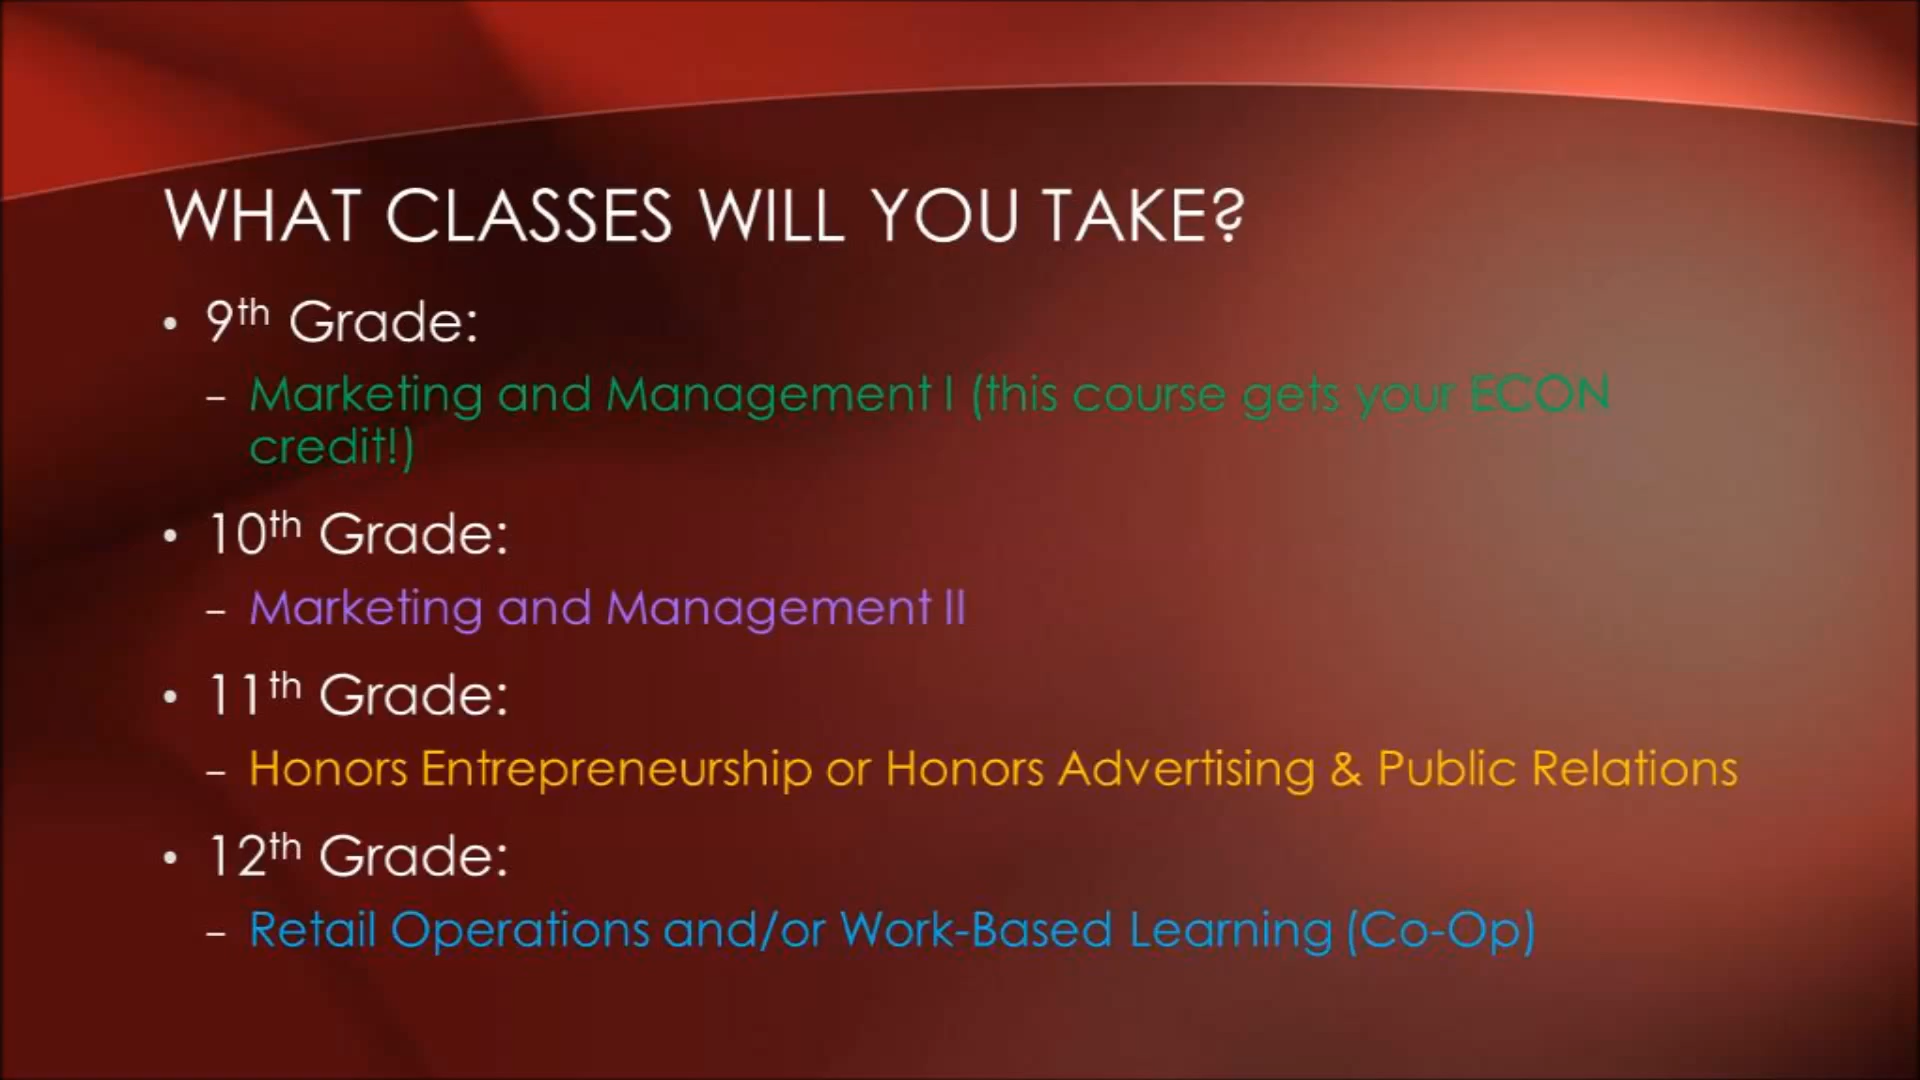 WHAT CLASSES WILL YOU TAKE?
• 9th Grade:
– Marketing and Management I (this course gets your ECON
credit!)
• 10th Grade:
– Marketing and Management II
• 11th Grade:
– Honors Entrepreneurship or Honors Advertising & Public Relations
• 12th Grade:
– Retail Operations and/or Work-Based Learning (Co-Op)